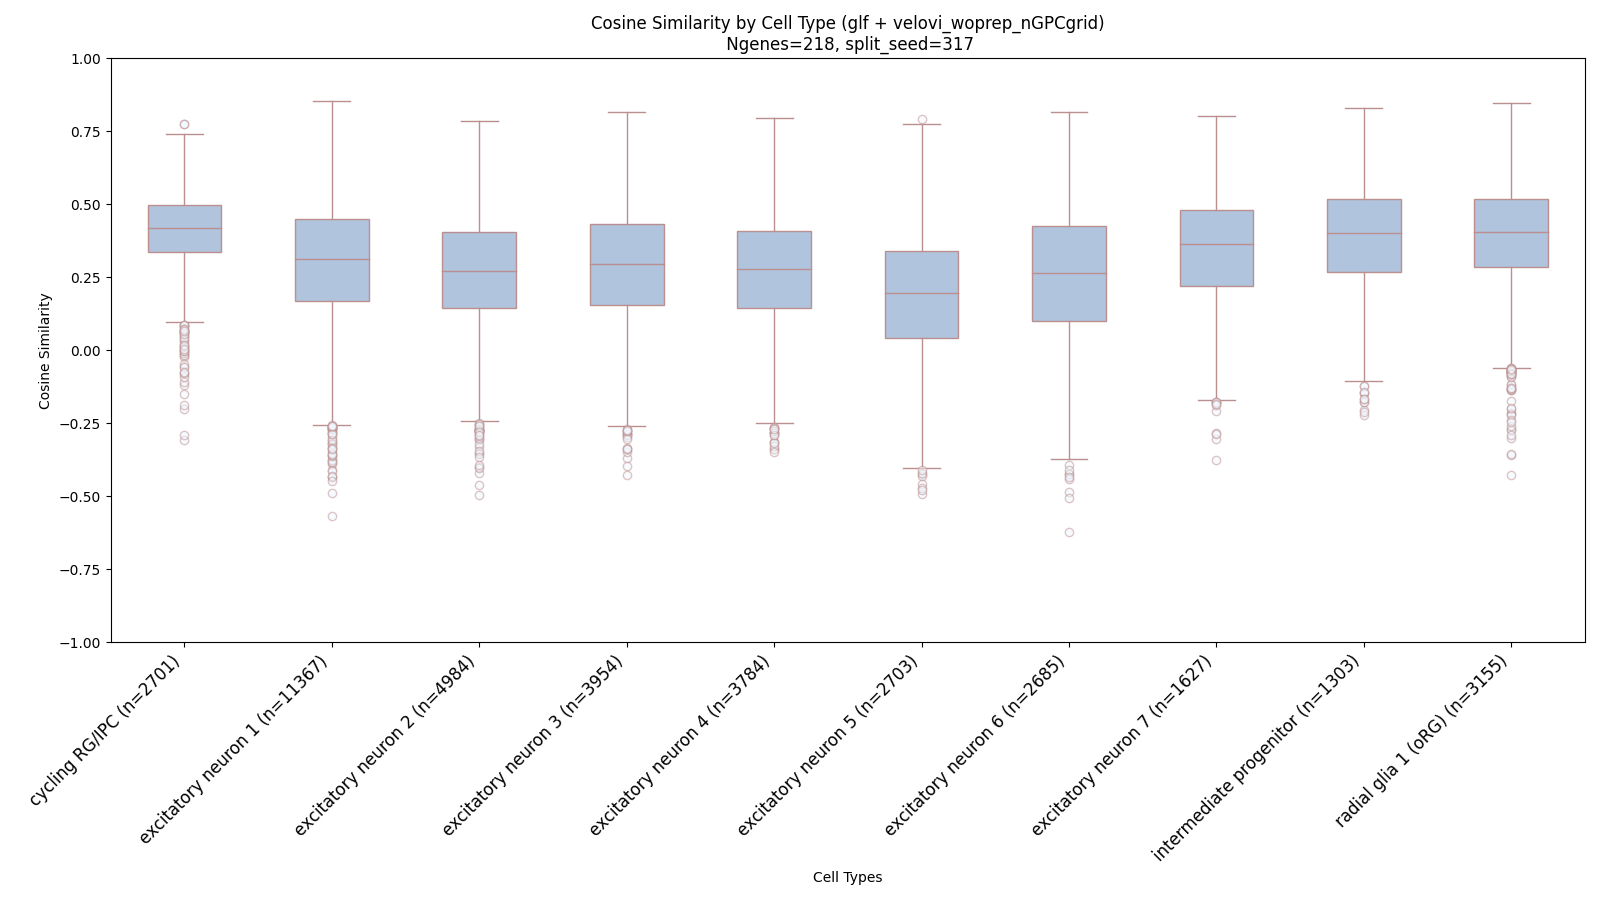 Cosine Similarity by Cell Type (glf + velovi_woprep_nGPCgrid)
Ngenes=218, split_seed=317
Cosine Similarity
1.00
0.75
0.50
0.25
0.00
−0.25
−0.50
−0.75
−1.00
cycling RG/IPC (n=2701)
excitatory neuron 1 (n=11367)
excitatory neuron 2 (n=4984)
excitatory neuron 3 (n=3954)
excitatory neuron 4 (n=3784)
excitatory neuron 5 (n=2703)
excitatory neuron 6 (n=2685)
excitatory neuron 7 (n=1627)
intermediate progenitor (n=1303)
radial glia 1 (oRG) (n=3155)
Cell Types